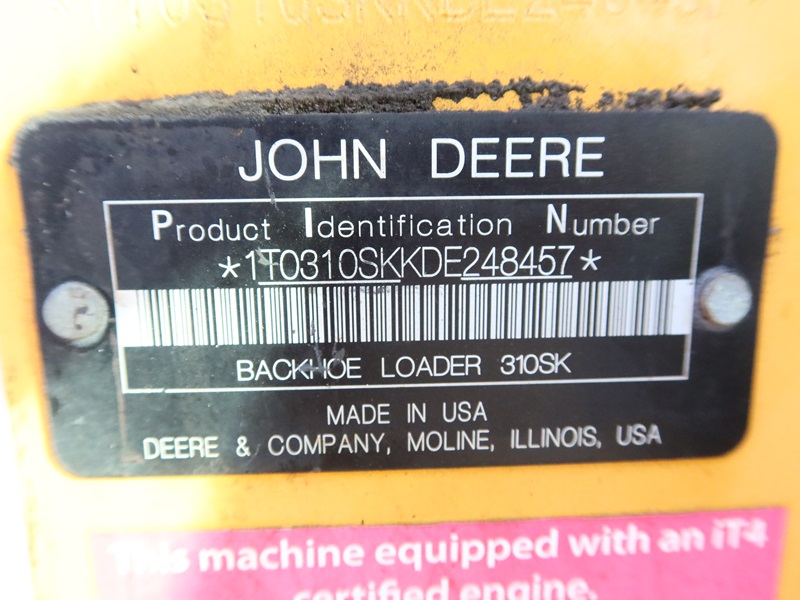 1T0310SKKDE248457
JOHN DEERE
Product Identification Number
*1T0310SKKDE248457*
BACKHOE LOADER 310SK
MADE IN USA
DEERE & COMPANY, MOLINE, ILLINOIS, USA
This machine equipped with an iT4
certified engine.